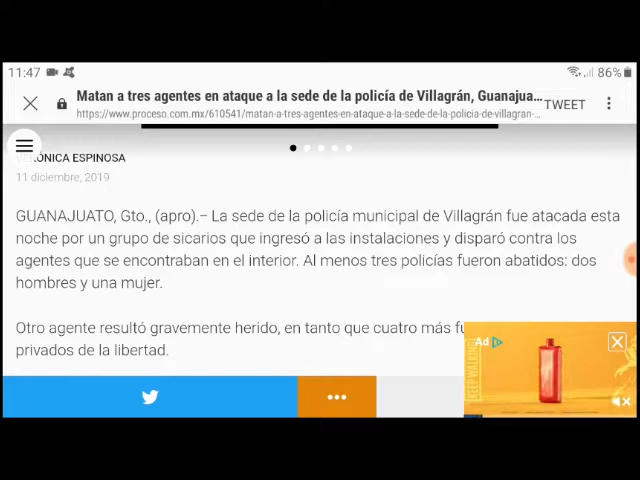 11:47 86%
Matan a tres agentes en ataque a la sede de la policía de Villagrán, Guanajua…
https://www.proceso.com.mx/610541/matan-a-tres-agentes-en-ataque-a-la-sede-de-la-policia-de-villagran-…
TWEET
VERÓNICA ESPINOSA
11 diciembre, 2019
GUANAJUATO, Gto., (apro).– La sede de la policía municipal de Villagrán fue atacada esta
noche por un grupo de sicarios que ingresó a las instalaciones y disparó contra los
agentes que se encontraban en el interior. Al menos tres policías fueron abatidos: dos
hombres y una mujer.
Otro agente resultó gravemente herido, en tanto que cuatro más fu
privados de la libertad.
Ad
KEEP WALKING